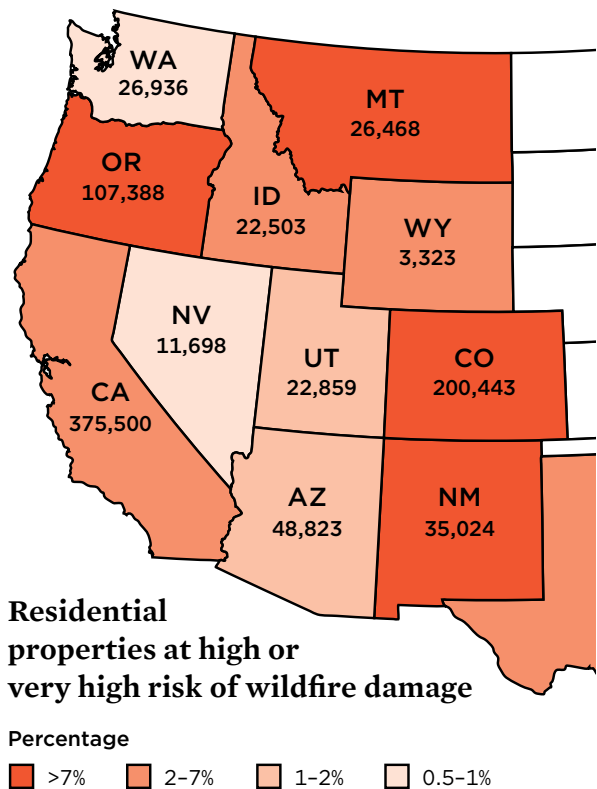 WA
26,936
MT
26,468
OR
107,388
ID
22,503
WY
3,323
NV
11,698
UT
22,859
CO
200,443
CA
375,500
AZ
48,823
NM
35,024
Residential
properties at high or
very high risk of wildfire damage
Percentage
>7% 2–7% 1–2% 0.5–1%